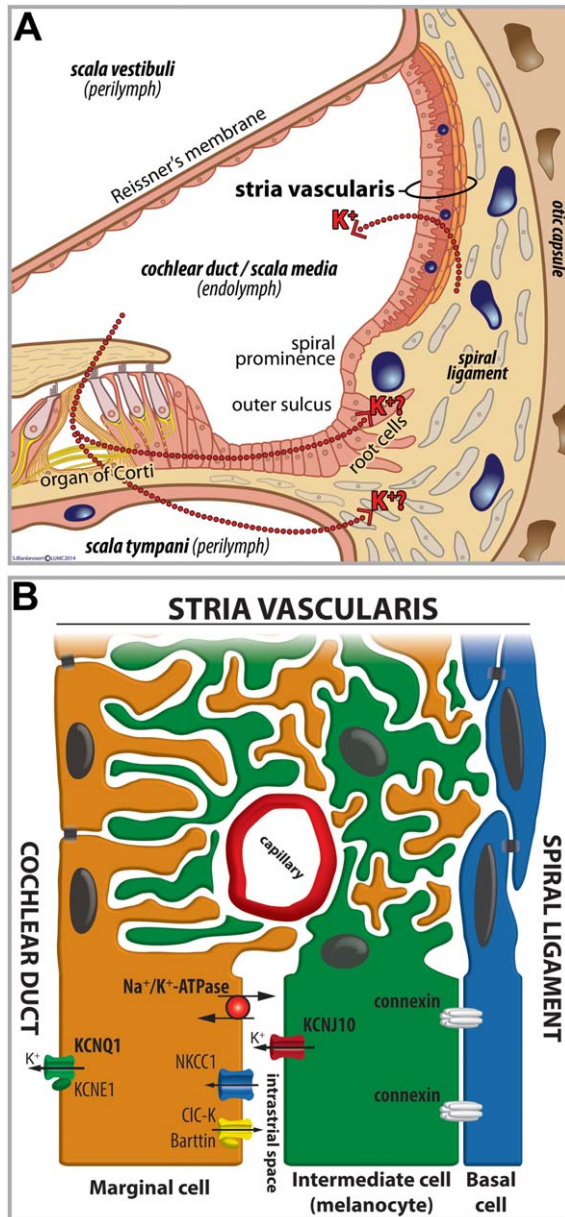 A
scala vestibuli
(perilymph)
Reissner's membrane
stria vascularis
K+
cochlear duct / scala media
(endolymph)
otic capsule
spiral
prominence
spiral
ligament
outer sulcus
K+?
root cells
organ of Corti
K+?
scala tympani (perilymph)
S.Blankevoort©LUMC2014
B
STRIA VASCULARIS
capillary
COCHLEAR DUCT
SPIRAL LIGAMENT
Na+/K+-ATPase
connexin
KCNQ1
K+
KCNE1
K+
KCNJ10
NKCC1
ClC-K
Barttin
intrastrial space
connexin
Marginal cell
Intermediate cell
(melanocyte)
Basal
cell